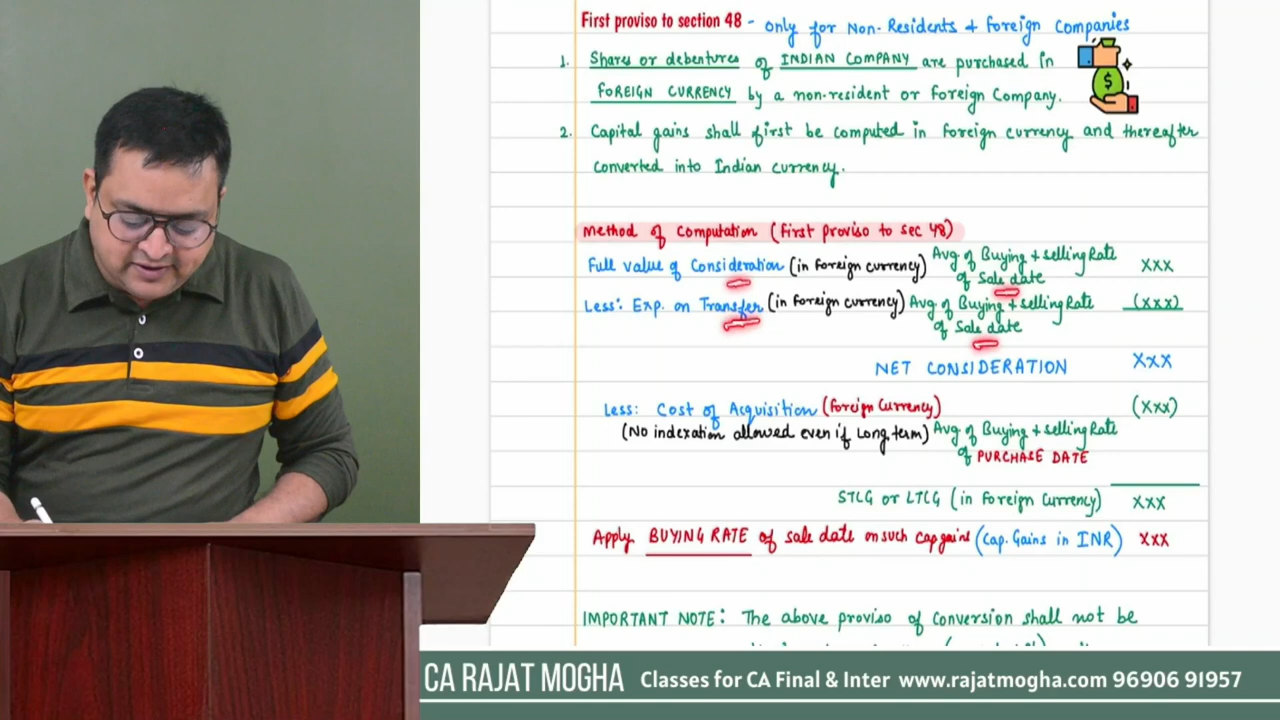 First proviso to section 48 - only for Non-Residents + Foreign Companies
1. Shares or debentures of INDIAN COMPANY are purchased in
FOREIGN CURRENCY by a non-resident or Foreign Company.
2. Capital gains shall first be computed in Foreign currency and thereafter
converted into Indian currency.
Method of Computation (First proviso to sec 48)
Full value of Consideration (in Foreign currency) Avg of Buying + selling Rate
of Sale date XXX
Less: Exp. on Transfer (in Foreign currency) Avg of Buying + selling Rate
of Sale date (XXX)
NET CONSIDERATION XXX
Less: Cost of Acquisition (Foreign Currency) (XXX)
(No indexation allowed even if Long term) Avg of Buying + selling Rate
of PURCHASE DATE
STCG or LTCG (in Foreign Currency) XXX
Apply BUYING RATE of sale date on such cap gains (Cap. Gains in INR) XXX
IMPORTANT NOTE: The above proviso of conversion shall not be
CA RAJAT MOGHA Classes for CA Final & Inter www.rajatmogha.com 96906 91957